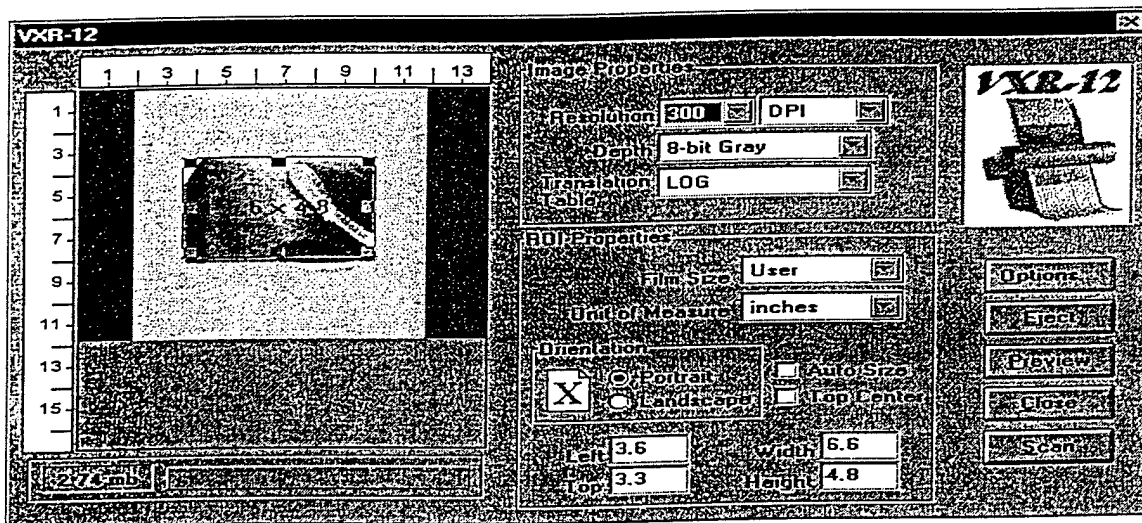 VXR-12
1 3 5 7 9 11 13
1
3
5
7
9
11
13
15
2.74 mb
Image Properties
Resolution 300 DPI
Depth 8-bit Gray
Translation Table LOG
ROI Properties
Film Size User
Unit of Measure inches
Orientation
X
Portrait
Landscape
Auto Size
Top Center
Left 3.6
Width 6.6
Top 3.3
Height 4.8
VXR-12
Options
Eject
Preview
Close
Scan